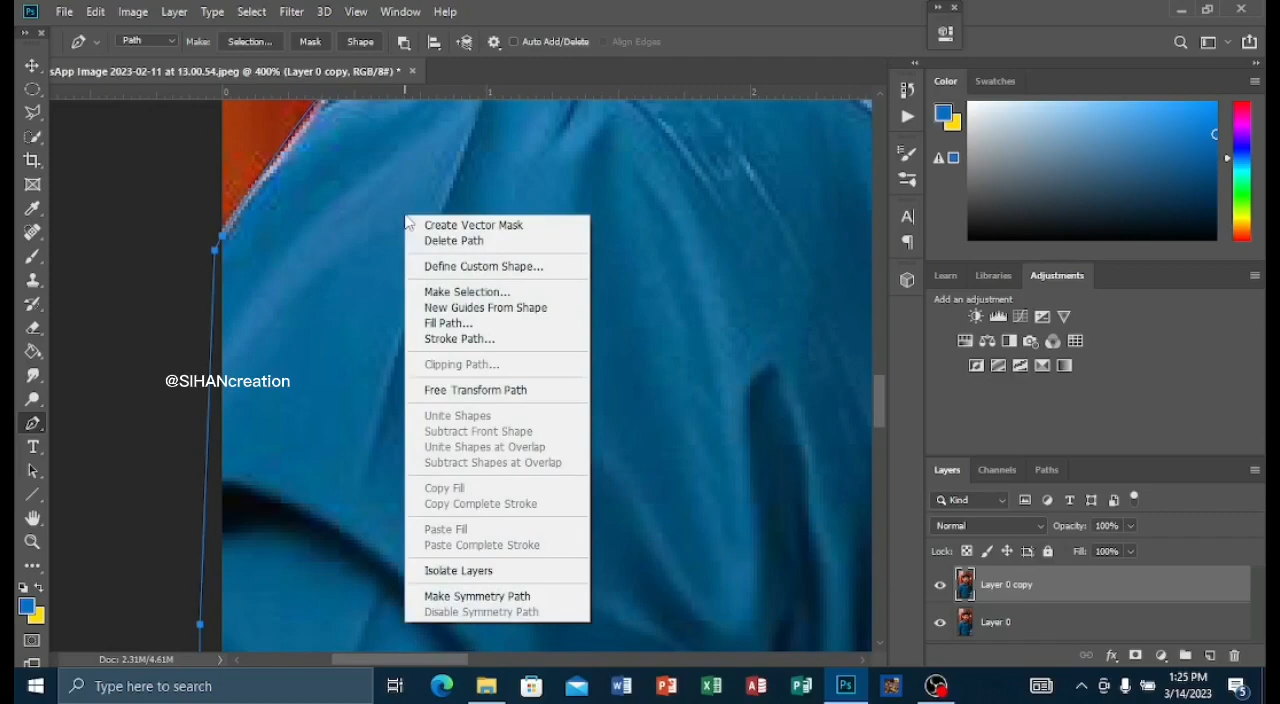 Ps File Edit Image Layer Type Select Filter 3D View Window Help
Path Make: Selection... Mask Shape Auto Add/Delete Align Edges
sApp Image 2023-02-11 at 13.00.54.jpeg @ 400% (Layer 0 copy, RGB/8#) *
0 1 2
Color Swatches
Create Vector Mask
Delete Path
Define Custom Shape...
Make Selection...
New Guides From Shape
Fill Path...
Stroke Path...
Clipping Path...
Free Transform Path
Unite Shapes
Subtract Front Shape
Unite Shapes at Overlap
Subtract Shapes at Overlap
Copy Fill
Copy Complete Stroke
Paste Fill
Paste Complete Stroke
Isolate Layers
Make Symmetry Path
Disable Symmetry Path
@SIHANcreation
Learn Libraries Adjustments
Add an adjustment
Layers Channels Paths
Kind
Normal Opacity: 100%
Lock: Fill: 100%
Layer 0 copy
Layer 0
Doc: 2.31M/4.61M
Type here to search
1:25 PM
3/14/2023
5